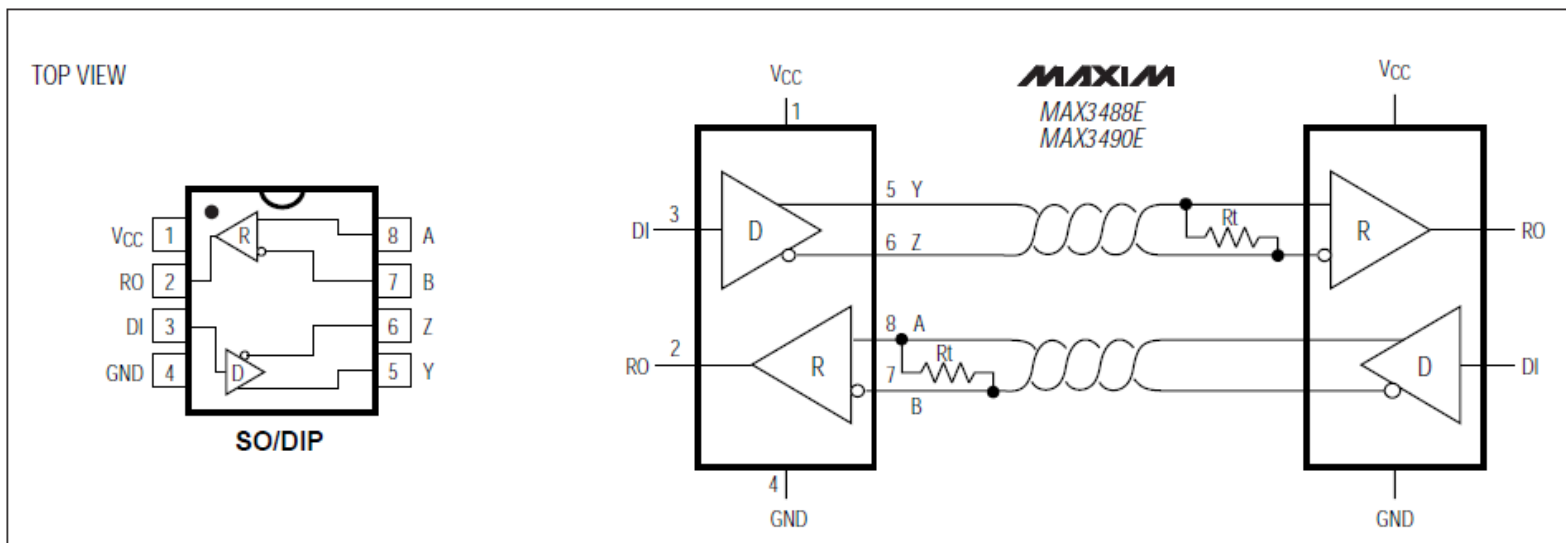 TOP VIEW
VCC 1
RO 2
DI 3
GND 4
8 A
7 B
6 Z
5 Y
R
D
SO/DIP
MAXIM
MAX3488E
MAX3490E
VCC
1
DI 3
D
5 Y
6 Z
Rt
R
RO
VCC
RO 2
R
8 A
7
B
Rt
D
DI
4
GND
GND